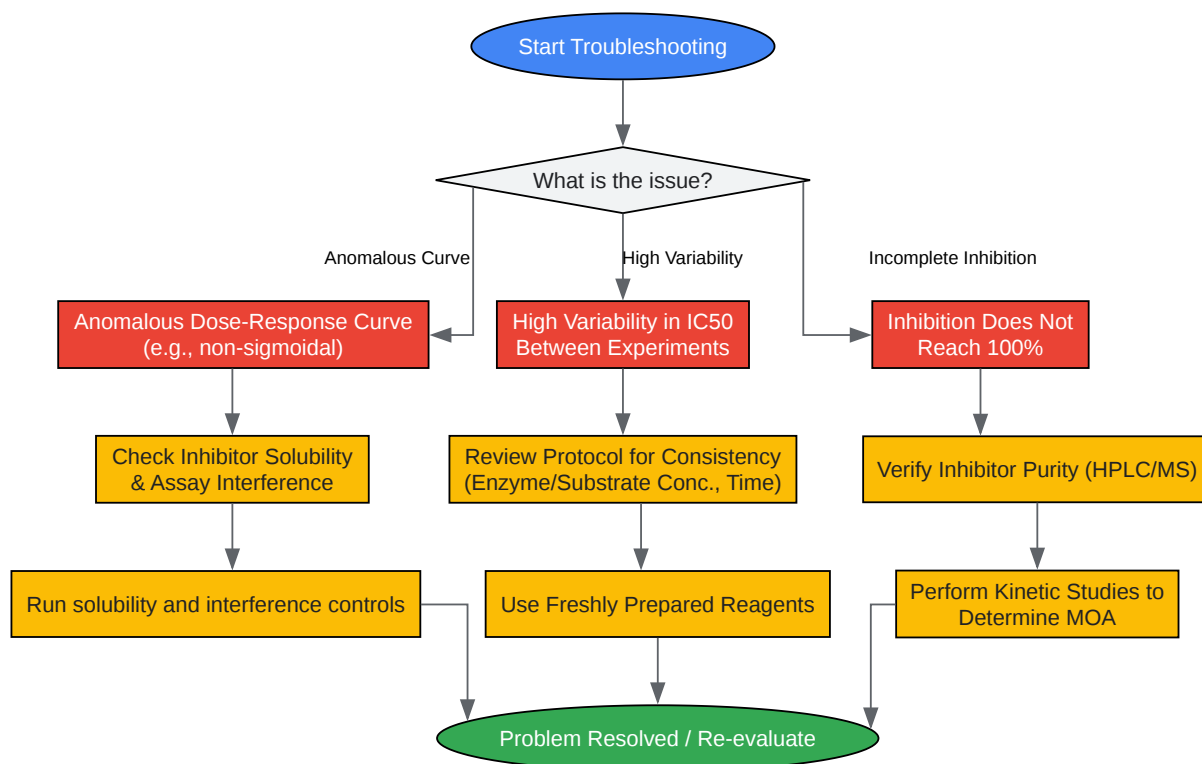 Start Troubleshooting
What is the issue?
Anomalous Curve
High Variability
Incomplete Inhibition
Anomalous Dose-Response Curve
(e.g., non-sigmoidal)
High Variability in IC50
Between Experiments
Inhibition Does Not
Reach 100%
Check Inhibitor Solubility
& Assay Interference
Review Protocol for Consistency
(Enzyme/Substrate Conc., Time)
Verify Inhibitor Purity (HPLC/MS)
Run solubility and interference controls
Use Freshly Prepared Reagents
Perform Kinetic Studies to
Determine MOA
Problem Resolved / Re-evaluate